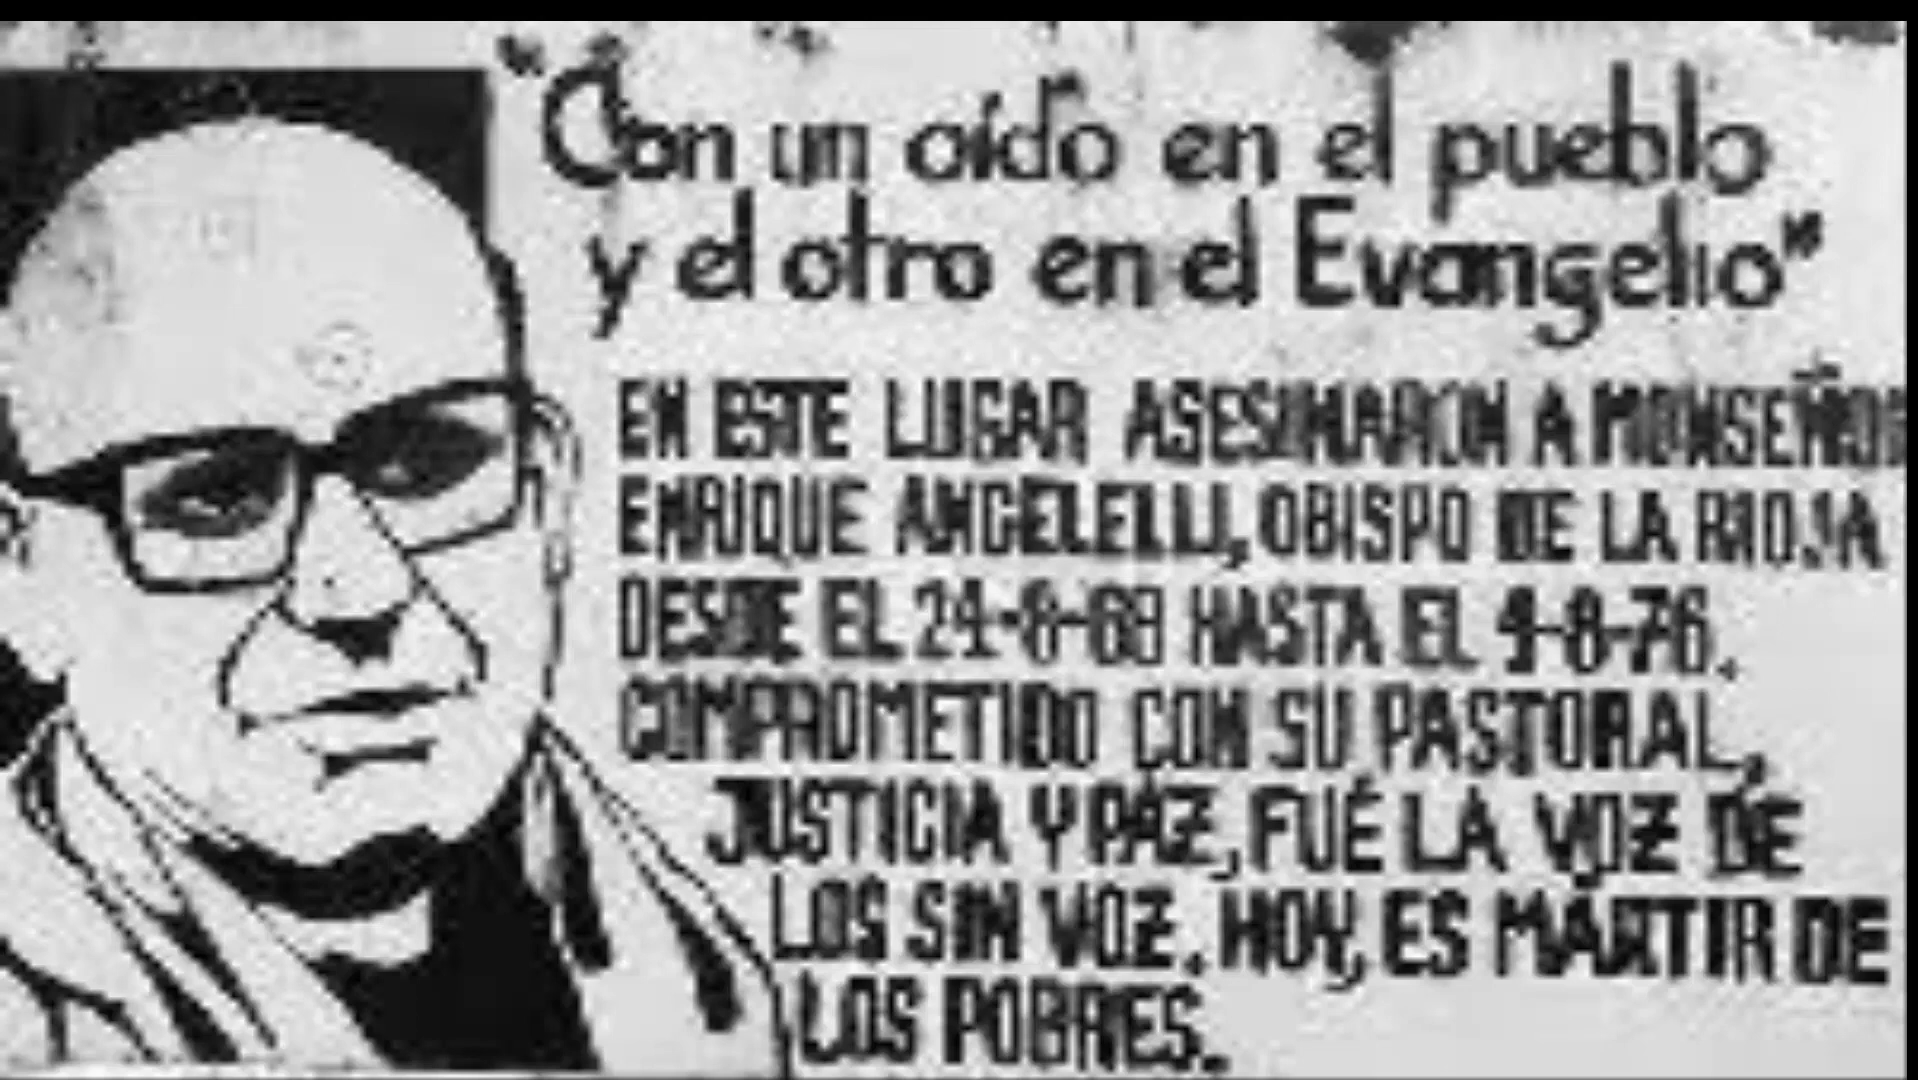 "Con un oído en el pueblo
y el otro en el Evangelio"
EN ESTE LUGAR ASESINARON A MONSEÑOR
ENRIQUE ANGELELLI, OBISPO DE LA RIOJA
DESDE EL 24-8-68 HASTA EL 4-8-76.
COMPROMETIDO CON SU PASTORAL,
JUSTICIA Y PAZ, FUÉ LA VOZ DE
LOS SIN VOZ. HOY, ES MÁRTIR DE
LOS POBRES.